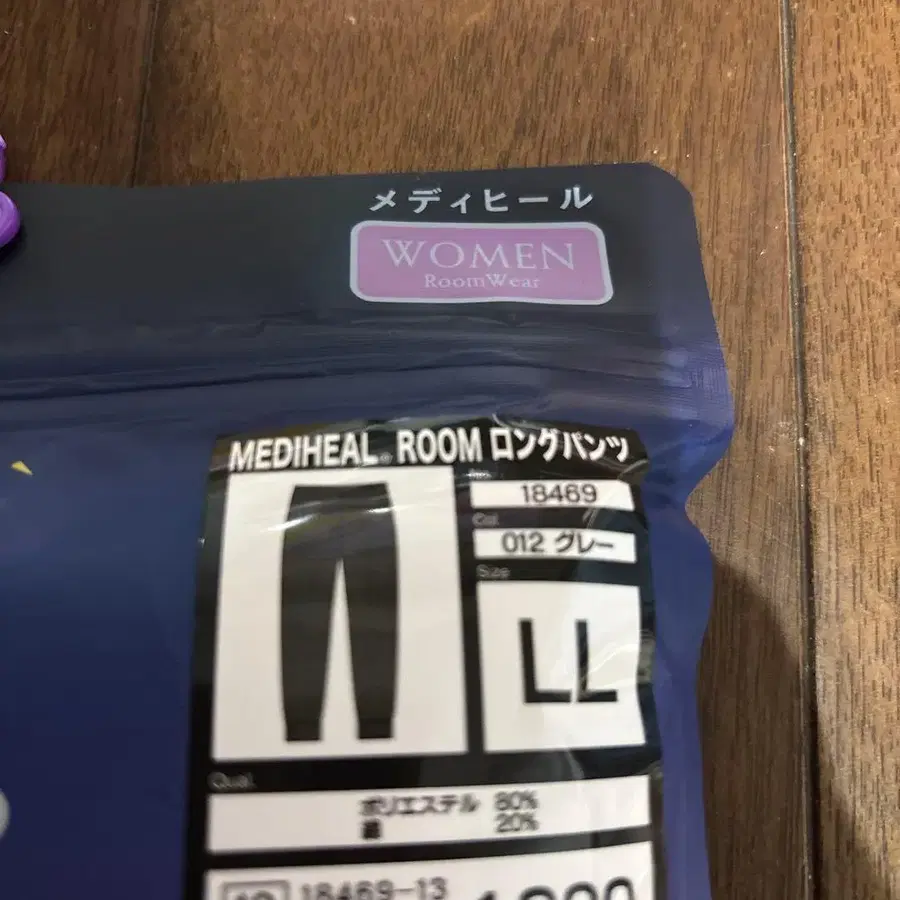 メディヒール
WOMEN
RoomWear
MEDIHEAL® ROOM ロングパンツ
18469
Col.
012 グレー
Size
LL
Qual.
ポリエステル 80%
綿 20%
18469-13